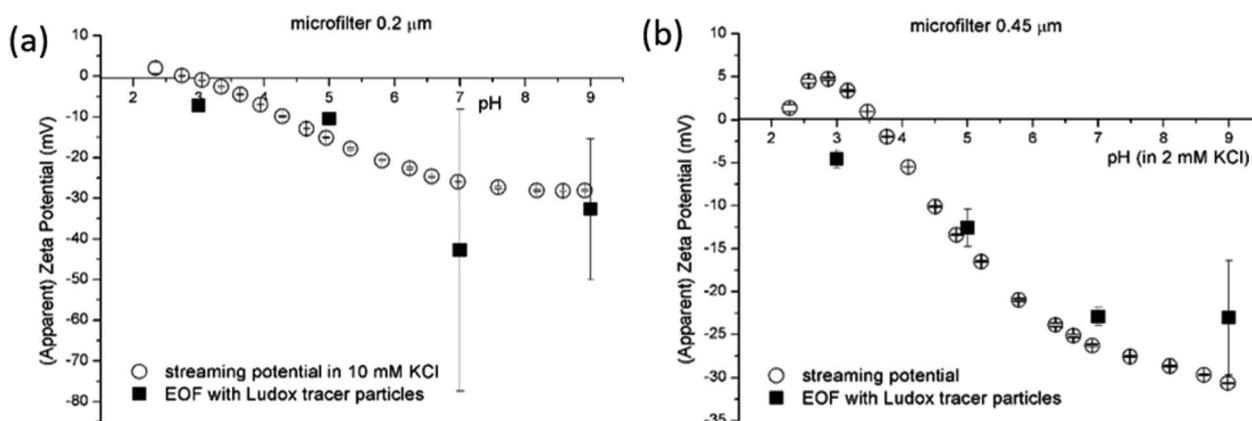 (a)
microfilter 0.2 μm
(Apparent) Zeta Potential (mV)
10
0
-10
-20
-30
-40
-50
-60
-70
-80
2 3 4 5 6 7 8 9
pH
streaming potential in 10 mM KCl
EOF with Ludox tracer particles
(b)
microfilter 0.45 μm
(Apparent) Zeta Potential (mV)
10
5
0
-5
-10
-15
-20
-25
-30
-35
2 3 4 5 6 7 8 9
pH (in 2 mM KCl)
streaming potential
EOF with Ludox tracer particles